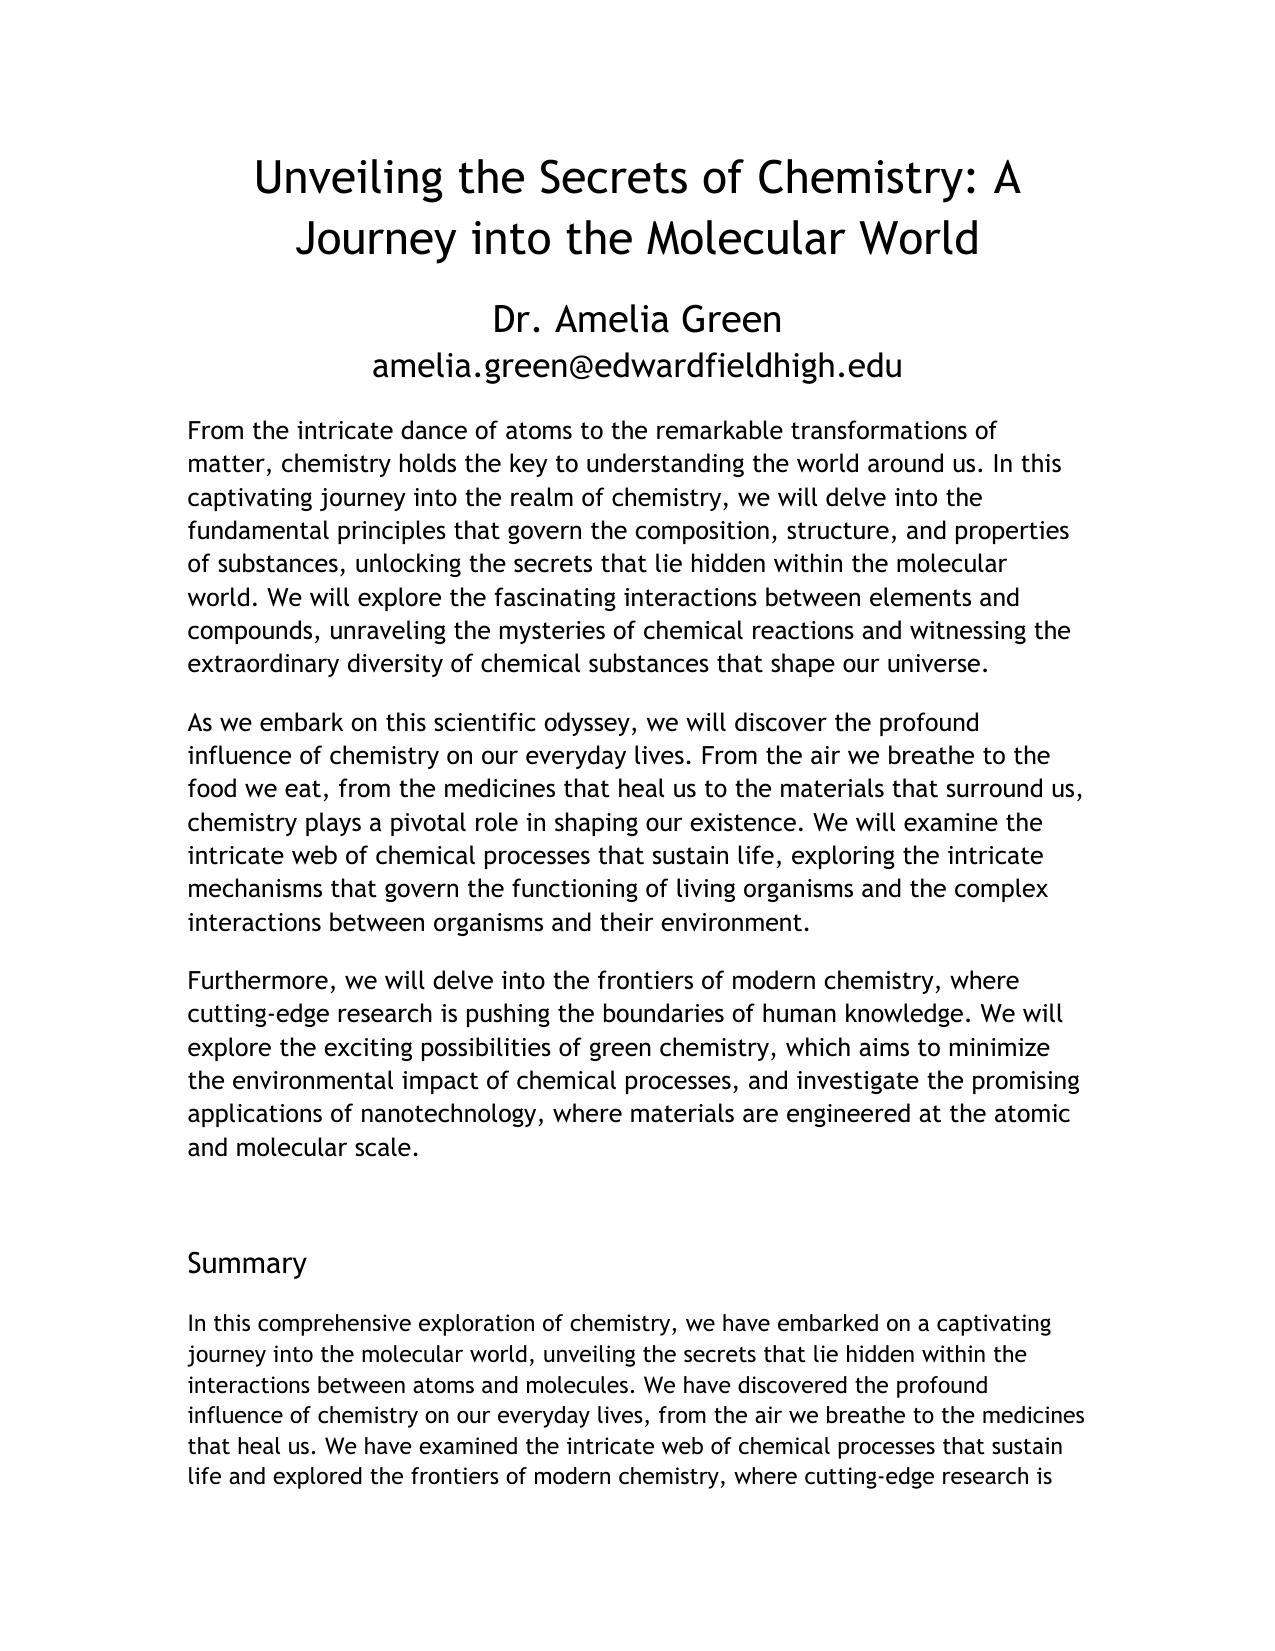 Unveiling the Secrets of Chemistry: A
Journey into the Molecular World
Dr. Amelia Green
amelia.green@edwardfieldhigh.edu
From the intricate dance of atoms to the remarkable transformations of
matter, chemistry holds the key to understanding the world around us. In this
captivating journey into the realm of chemistry, we will delve into the
fundamental principles that govern the composition, structure, and properties
of substances, unlocking the secrets that lie hidden within the molecular
world. We will explore the fascinating interactions between elements and
compounds, unraveling the mysteries of chemical reactions and witnessing the
extraordinary diversity of chemical substances that shape our universe.
As we embark on this scientific odyssey, we will discover the profound
influence of chemistry on our everyday lives. From the air we breathe to the
food we eat, from the medicines that heal us to the materials that surround us,
chemistry plays a pivotal role in shaping our existence. We will examine the
intricate web of chemical processes that sustain life, exploring the intricate
mechanisms that govern the functioning of living organisms and the complex
interactions between organisms and their environment.
Furthermore, we will delve into the frontiers of modern chemistry, where
cutting-edge research is pushing the boundaries of human knowledge. We will
explore the exciting possibilities of green chemistry, which aims to minimize
the environmental impact of chemical processes, and investigate the promising
applications of nanotechnology, where materials are engineered at the atomic
and molecular scale.
Summary
In this comprehensive exploration of chemistry, we have embarked on a captivating
journey into the molecular world, unveiling the secrets that lie hidden within the
interactions between atoms and molecules. We have discovered the profound
influence of chemistry on our everyday lives, from the air we breathe to the medicines
that heal us. We have examined the intricate web of chemical processes that sustain
life and explored the frontiers of modern chemistry, where cutting-edge research is